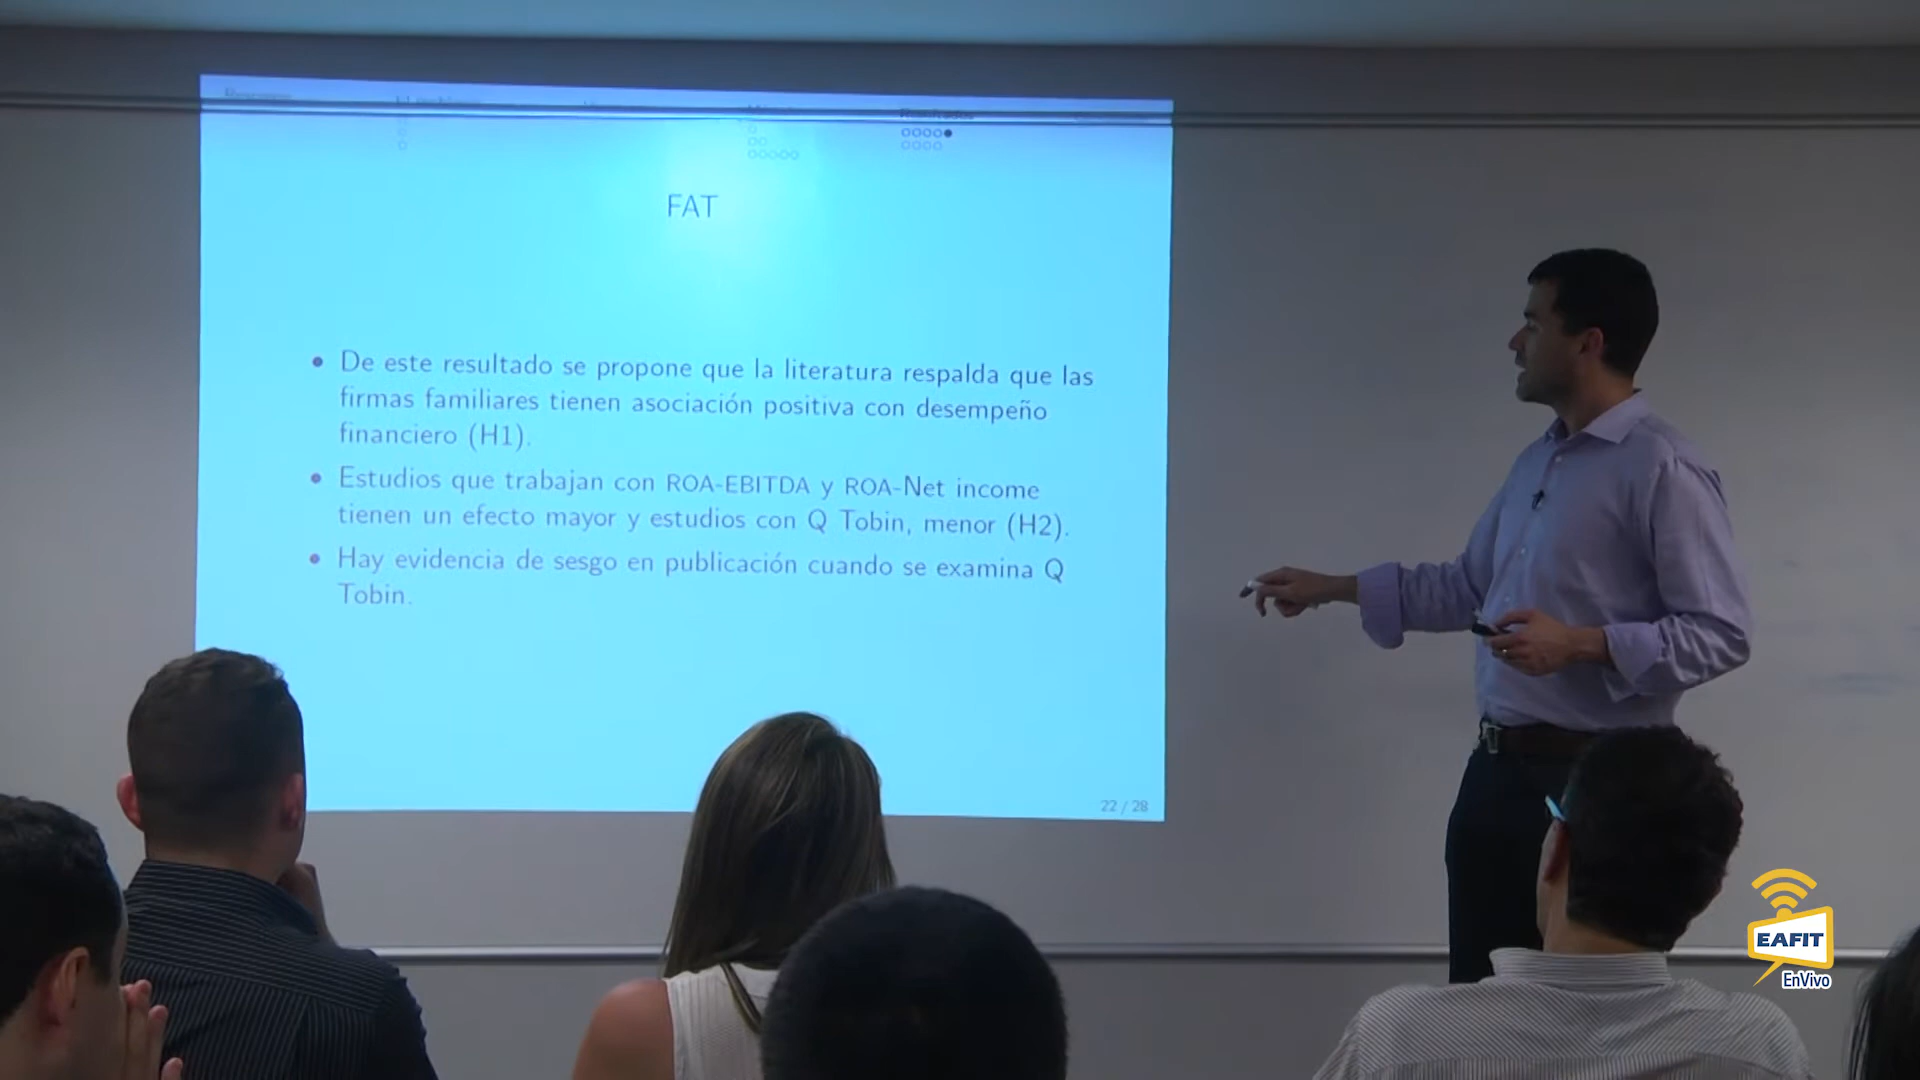 Resultados
FAT
• De este resultado se propone que la literatura respalda que las
firmas familiares tienen asociación positiva con desempeño
financiero (H1).
• Estudios que trabajan con ROA-EBITDA y ROA-Net income
tienen un efecto mayor y estudios con Q Tobin, menor (H2).
• Hay evidencia de sesgo en publicación cuando se examina Q
Tobin.
22 / 28
EAFIT
EnVivo